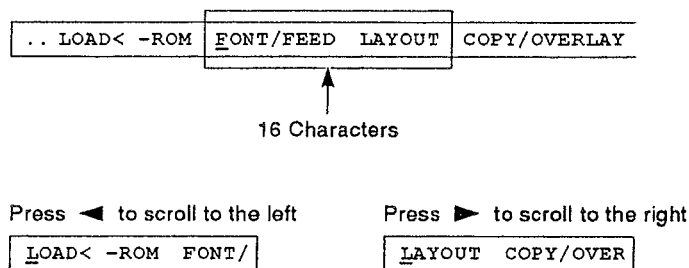 .. LOAD< -ROM FONT/FEED LAYOUT COPY/OVERLAY
16 Characters
Press ◄ to scroll to the left
LOAD< -ROM FONT/
Press ► to scroll to the right
LAYOUT COPY/OVER